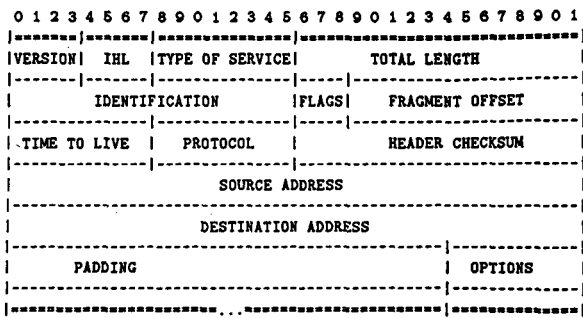 0 1 2 3 4 5 6 7 8 9 0 1 2 3 4 5 6 7 8 9 0 1 2 3 4 5 6 7 8 9 0 1
VERSION IHL TYPE OF SERVICE TOTAL LENGTH
IDENTIFICATION FLAGS FRAGMENT OFFSET
TIME TO LIVE PROTOCOL HEADER CHECKSUM
SOURCE ADDRESS
DESTINATION ADDRESS
PADDING OPTIONS
...